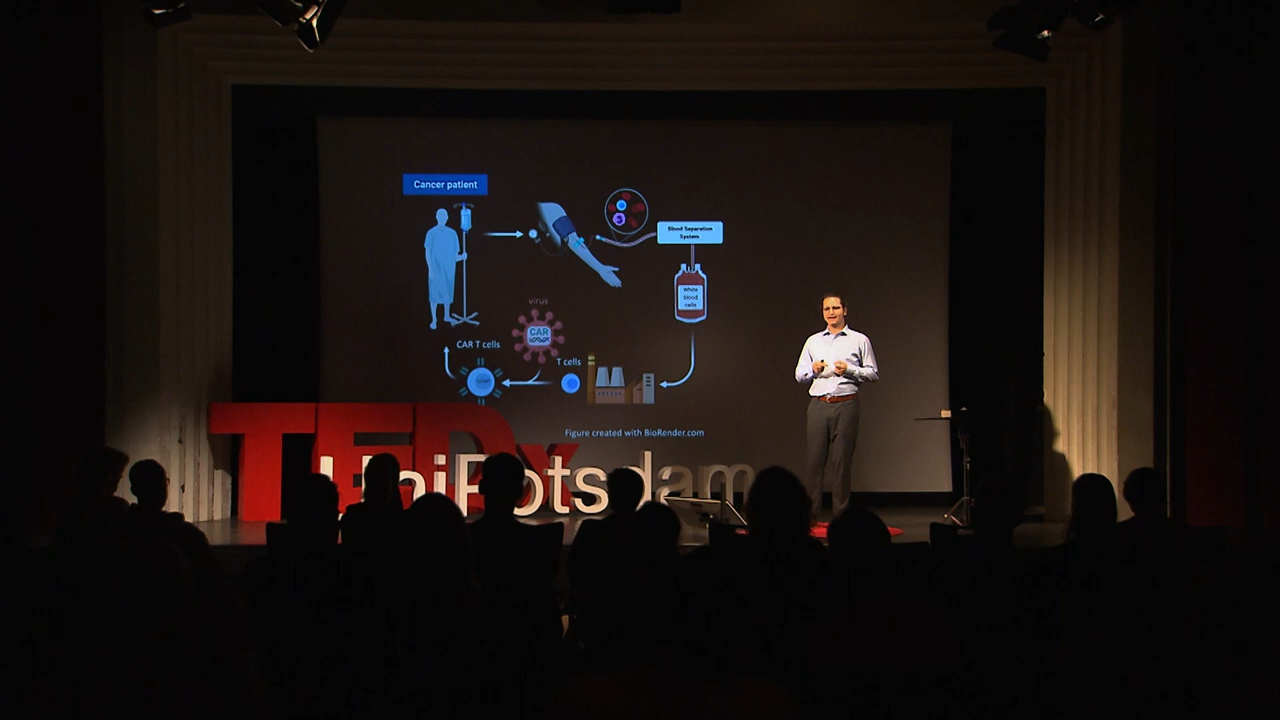 Cancer patient
Blood Separation
System
White
blood
cells
virus
CAR
CAR T cells
T cells
Figure created with BioRender.com
TEDx
UniPotsdam